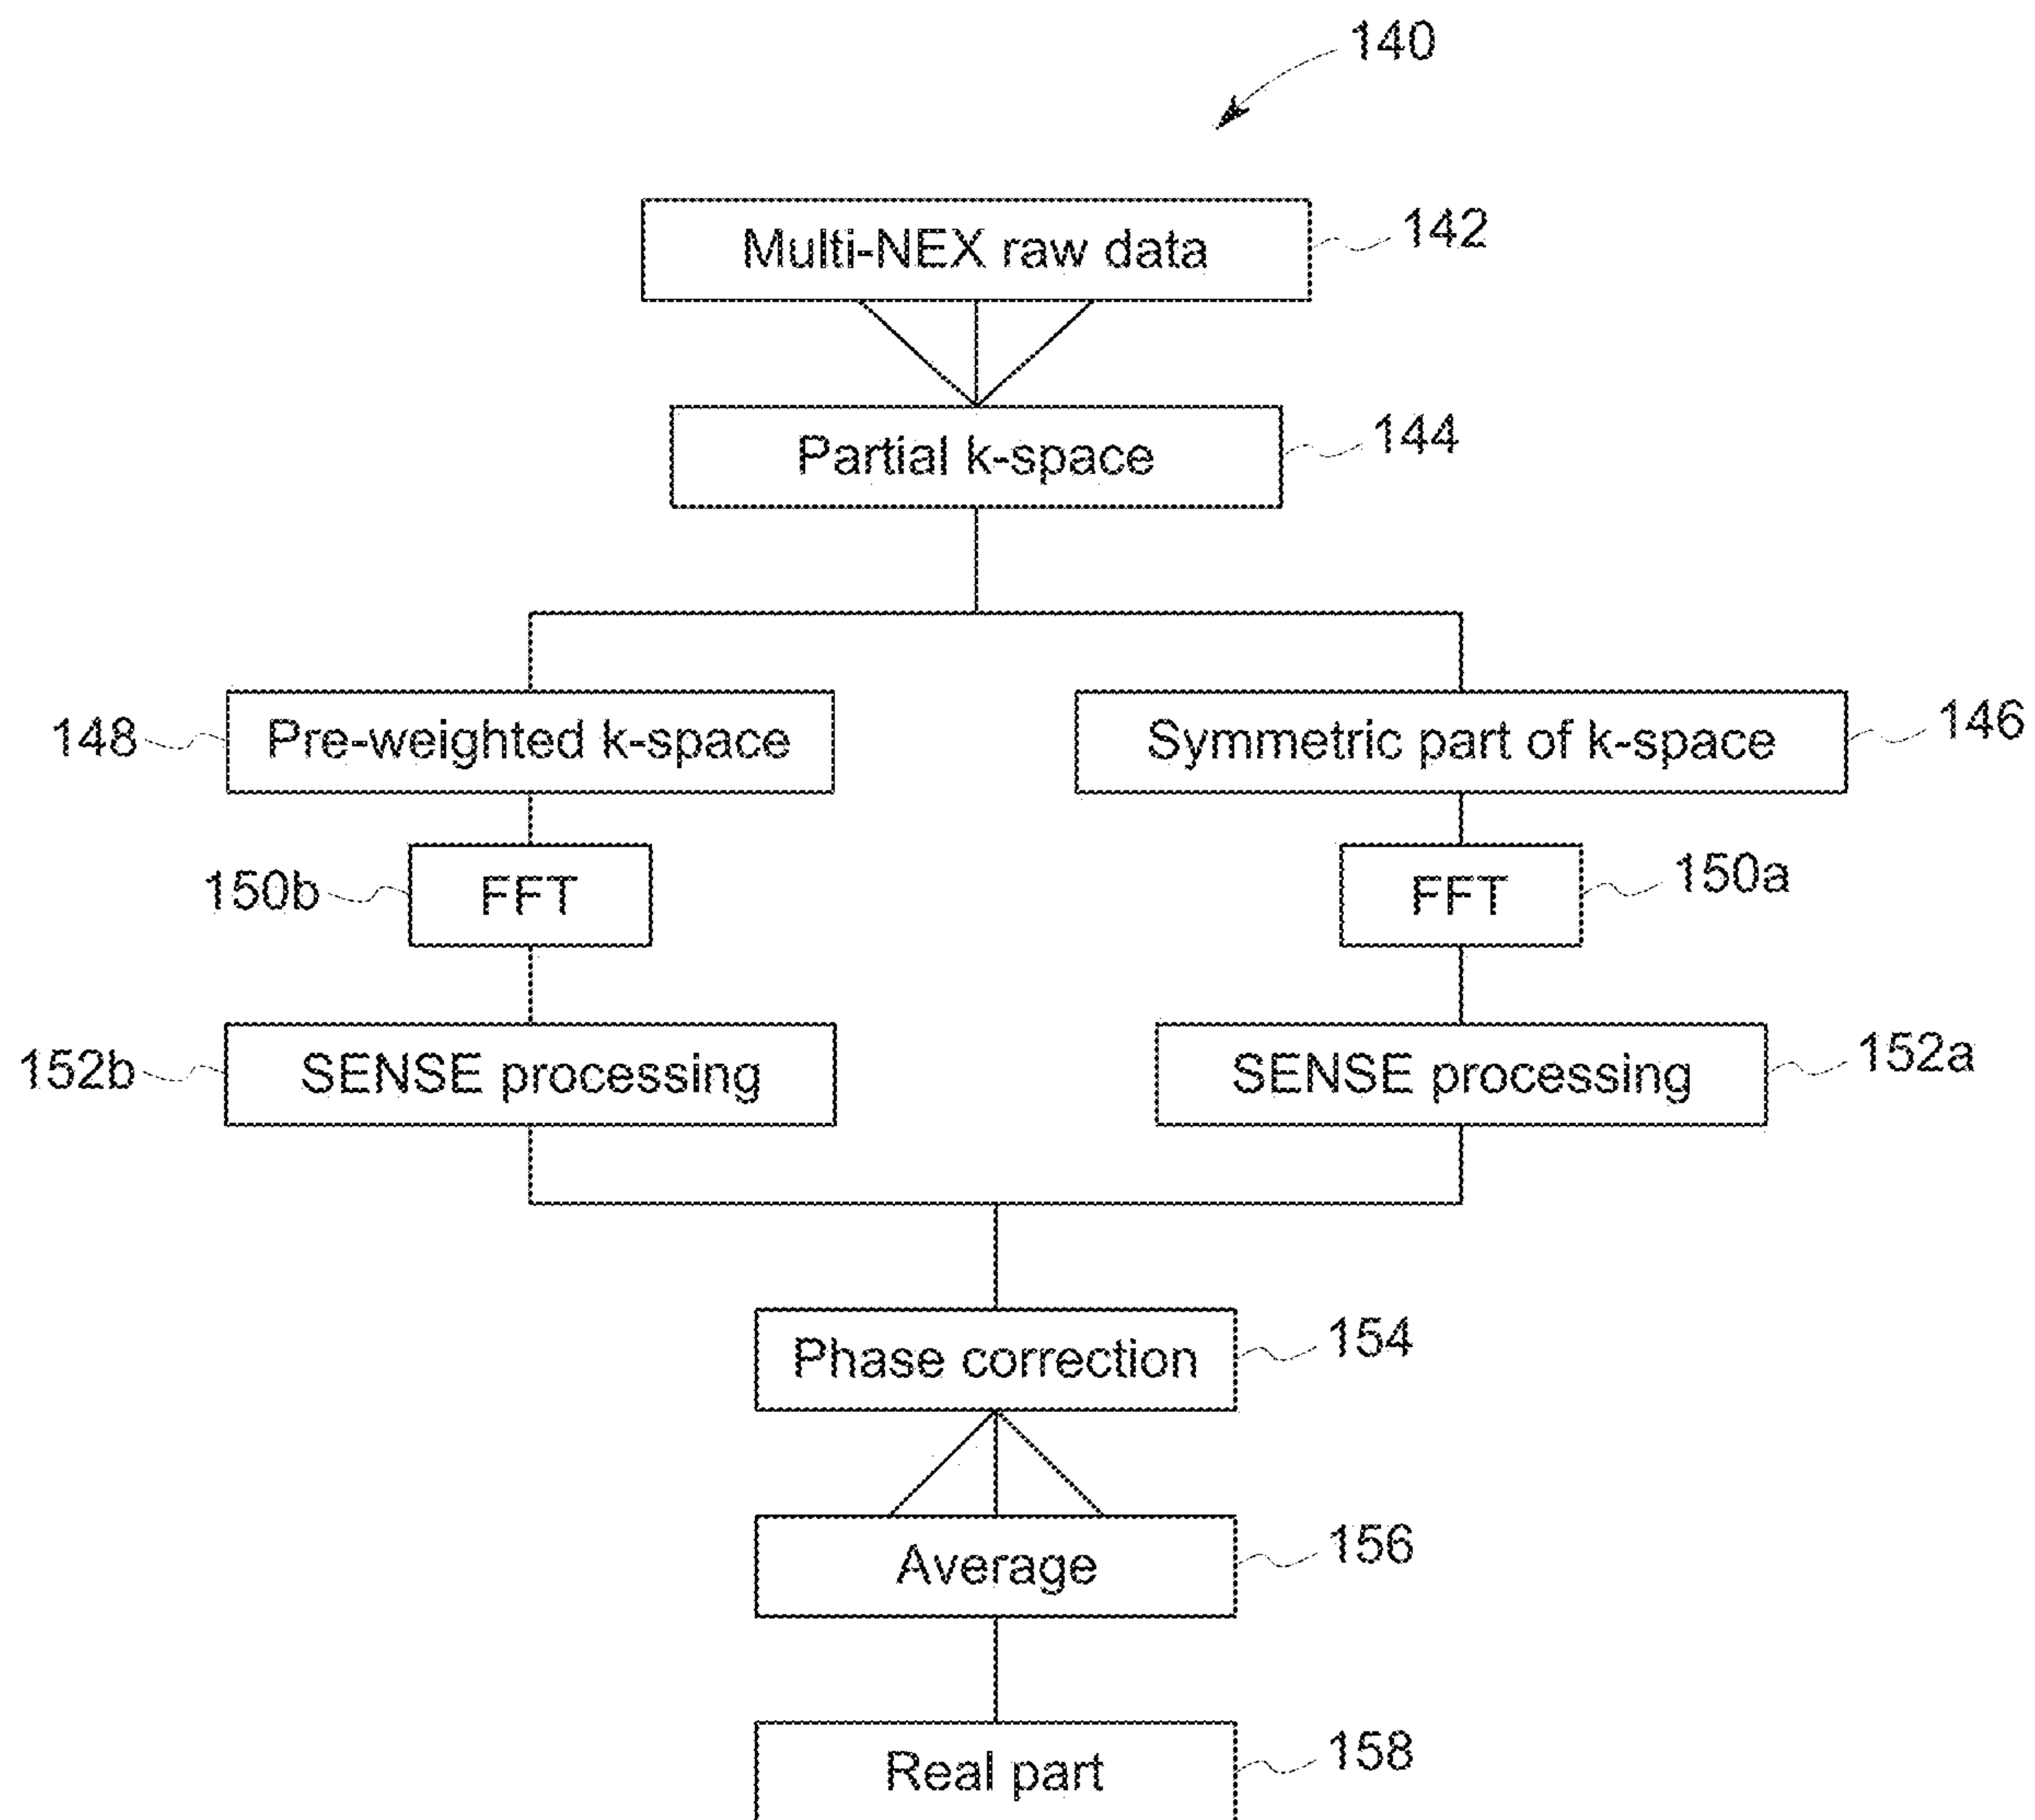 140
Multi-NEX raw data
142
Partial k-space
144
148
Pre-weighted k-space
Symmetric part of k-space
146
150b
FFT
FFT
150a
152b
SENSE processing
SENSE processing
152a
Phase correction
154
Average
156
Real part
158